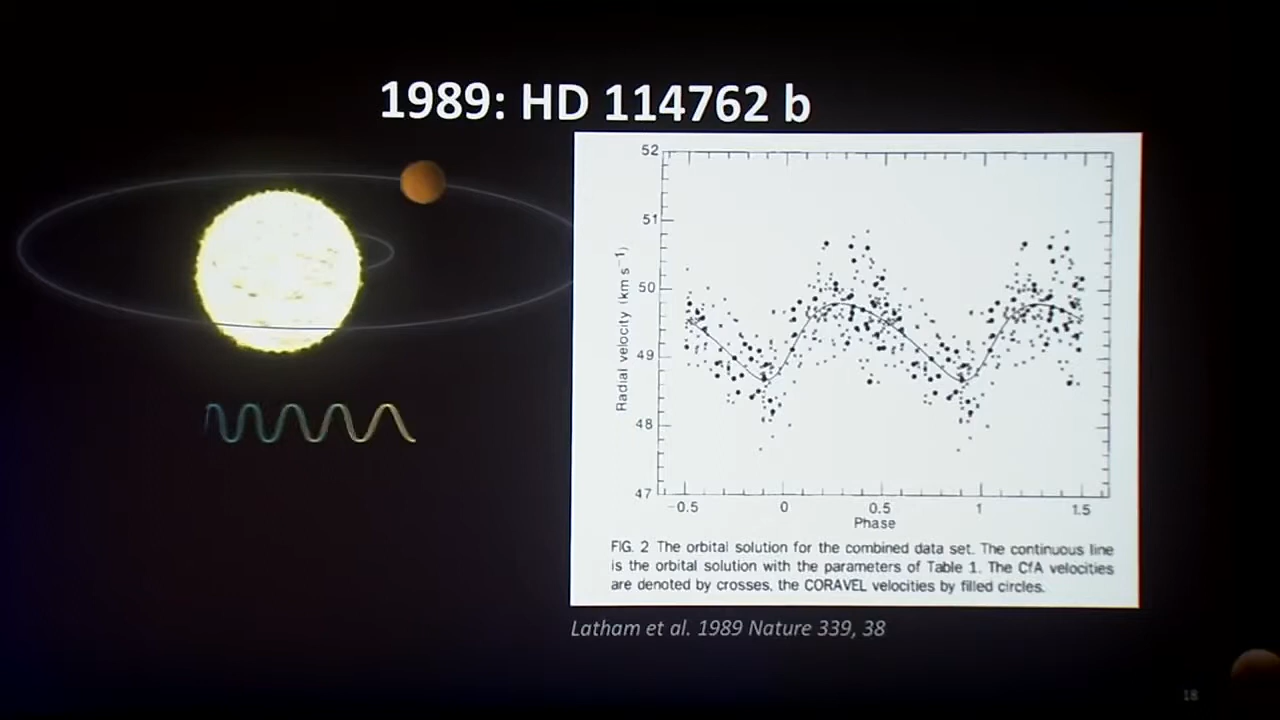 1989: HD 114762 b
52
51
50
49
48
47
Radial velocity (km s⁻¹)
−0.5 0 0.5 1 1.5
Phase
FIG. 2 The orbital solution for the combined data set. The continuous line
is the orbital solution with the parameters of Table 1. The CfA velocities
are denoted by crosses, the CORAVEL velocities by filled circles.
Latham et al. 1989 Nature 339, 38
18